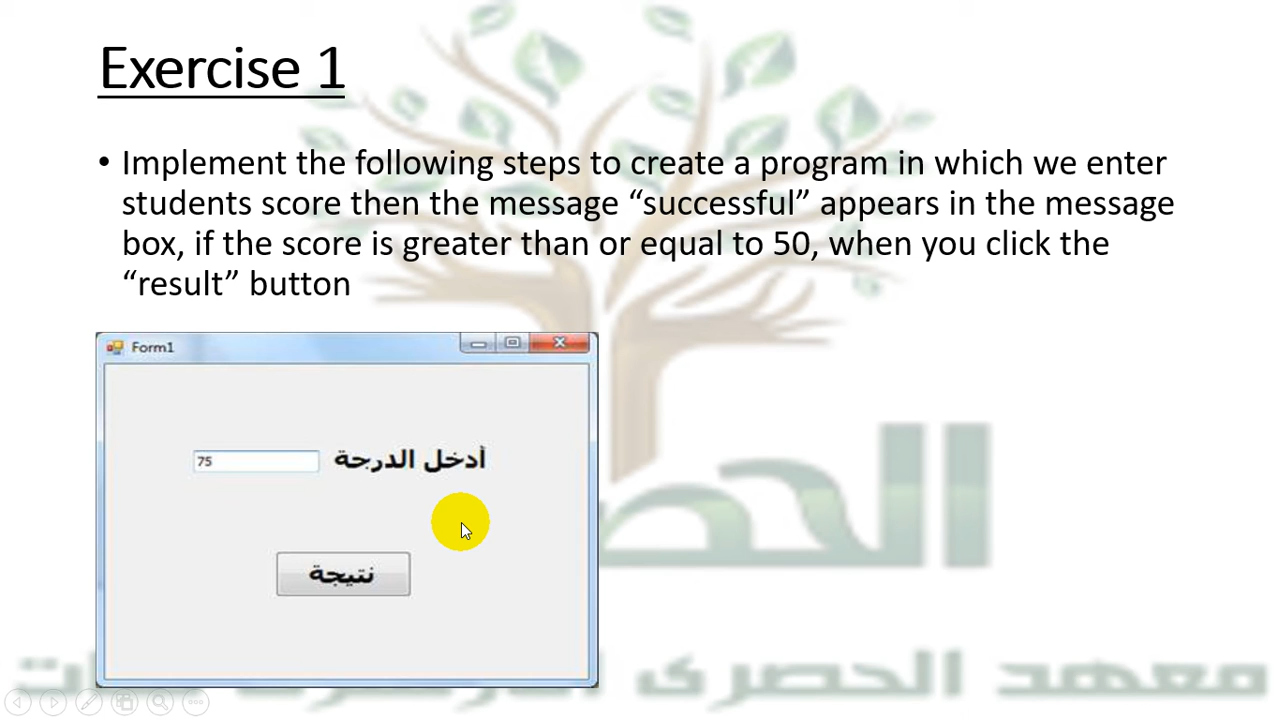 Exercise 1
• Implement the following steps to create a program in which we enter
students score then the message “successful” appears in the message
box, if the score is greater than or equal to 50, when you click the
“result” button
Form1
أدخل الدرجة
75
نتيجة
معهد الحصرى